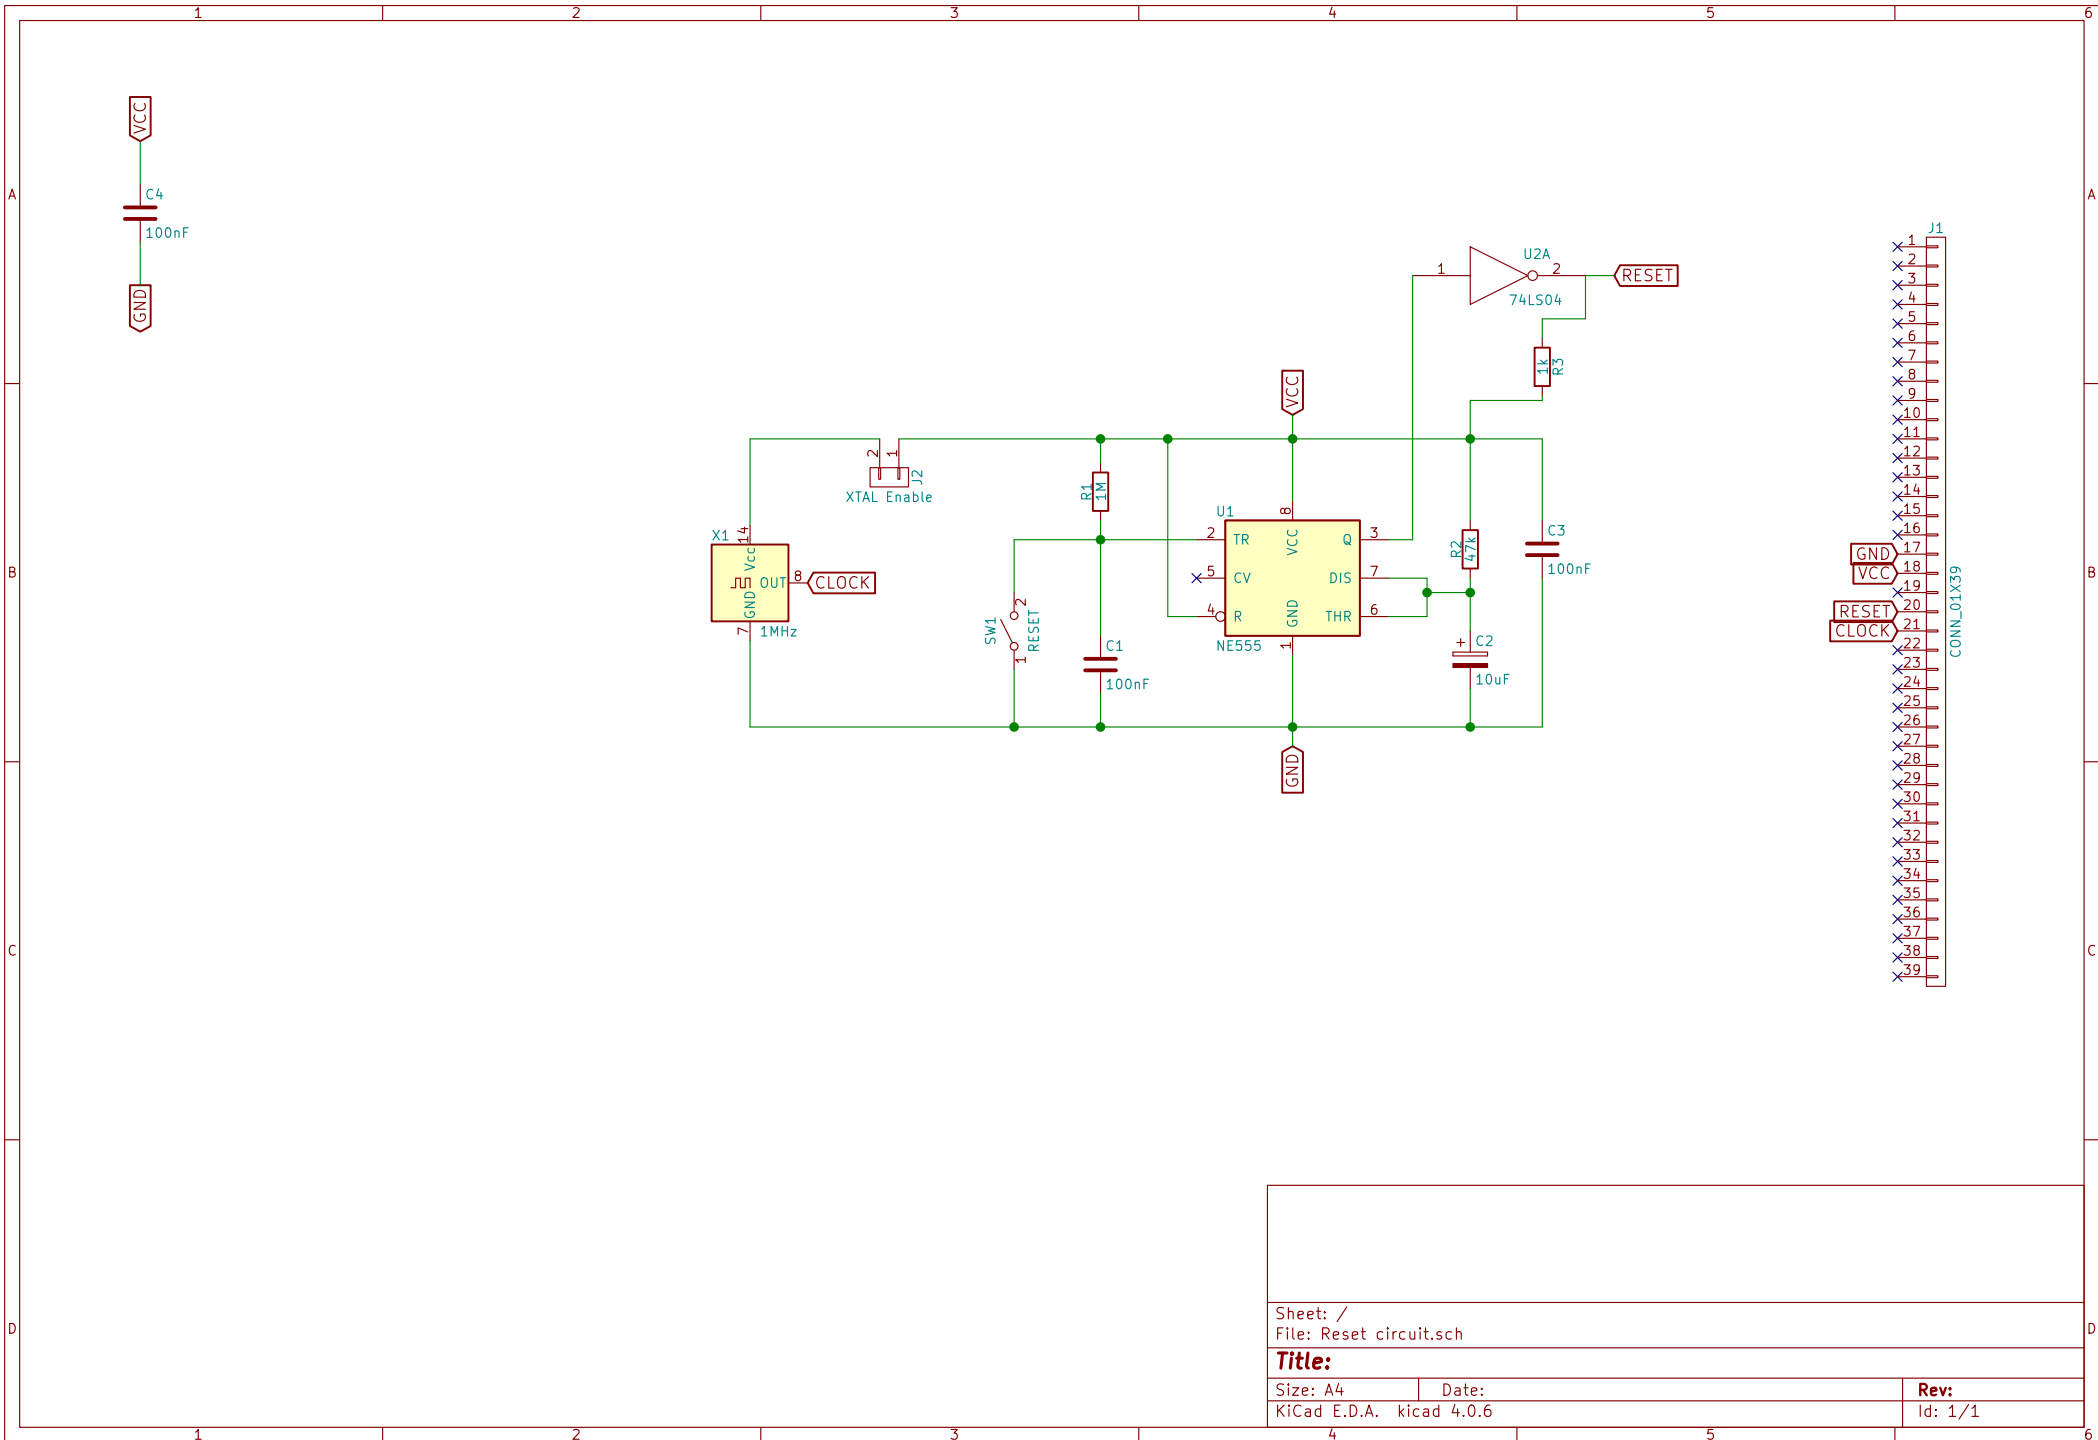 1 2 3 4 5 6
A
B
C
D
A
B
C
D
1 2 3 4 5 6
VCC
C4
100nF
GND
X1
14
Vcc
OUT
8
CLOCK
GND
7
1MHz
2
1
J2
XTAL Enable
R1
1M
SW1
2
RESET
1
C1
100nF
VCC
U1
8
2
TR
VCC
Q
3
5
CV
DIS
7
4
R
GND
THR
6
NE555
1
GND
1
U2A
2
RESET
74LS04
1k
R3
R2
47k
C3
100nF
+
C2
10uF
J1
1
2
3
4
5
6
7
8
9
10
11
12
13
14
15
16
GND 17
VCC 18
19
RESET 20
CLOCK 21
22
23
24
25
26
27
28
29
30
31
32
33
34
35
36
37
38
39
CONN_01X39
Sheet: /
File: Reset circuit.sch
Title:
Size: A4 Date: Rev:
KiCad E.D.A. kicad 4.0.6 Id: 1/1